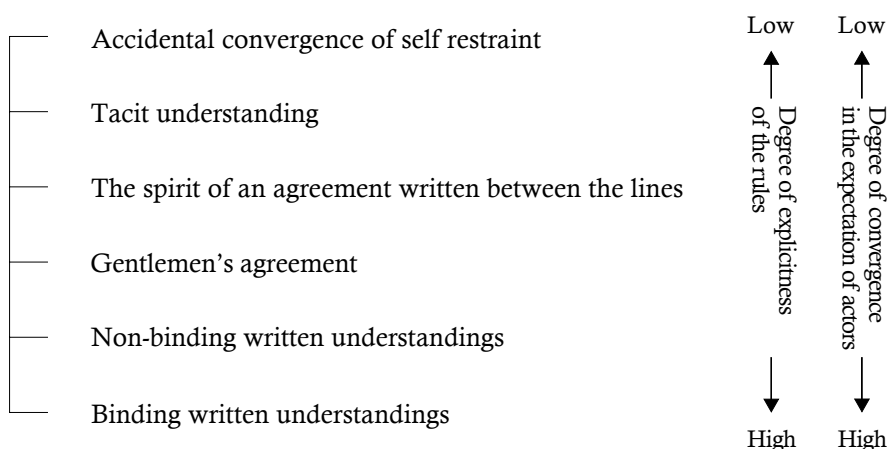 Low Low
Accidental convergence of self restraint
Tacit understanding
The spirit of an agreement written between the lines
Gentlemen's agreement
Non-binding written understandings
Binding written understandings
Degree of explicitness
of the rules
Degree of convergence
in the expectation of actors
High High